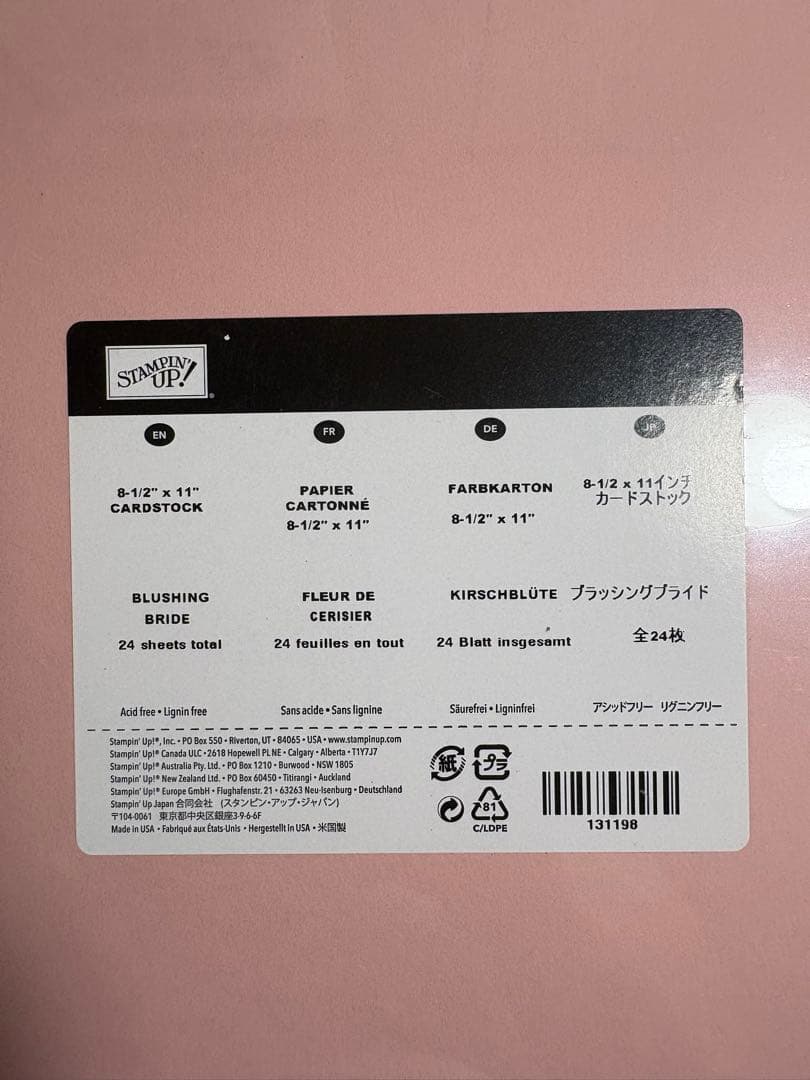 STAMPIN' UP!®
EN
8-1/2" x 11"
CARDSTOCK
BLUSHING
BRIDE
24 sheets total
Acid free • Lignin free
FR
PAPIER
CARTONNÉ
8-1/2" x 11"
FLEUR DE
CERISIER
24 feuilles en tout
Sans acide • Sans lignine
DE
FARBKARTON
8-1/2" x 11"
KIRSCHBLÜTE
24 Blatt insgesamt
Säurefrei • Ligninfrei
JP
8-1/2 x 11インチ
カードストック
ブラッシングブライド
全24枚
アシッドフリー リグニンフリー
Stampin' Up!®, Inc. • PO Box 550 • Riverton, UT • 84065 • USA • www.stampinup.com
Stampin' Up!® Canada ULC • 2618 Hopewell PL NE • Calgary • Alberta • T1Y7J7
Stampin' Up!® Australia Pty. Ltd. • PO Box 1210 • Burwood • NSW 1805
Stampin' Up!® New Zealand Ltd. • PO Box 60450 • Titirangi • Auckland
Stampin' Up!® Europe GmbH • Flughafenstr. 21 • 63263 Neu-Isenburg • Deutschland
Stampin' Up Japan 合同会社 (スタンピン・アップ・ジャパン)
〒104-0061 東京都中央区銀座3-9-6-6F
Made in USA • Fabriqué aux États-Unis • Hergestellt in USA • 米国製
紙
プラ
81
C/LDPE
131198